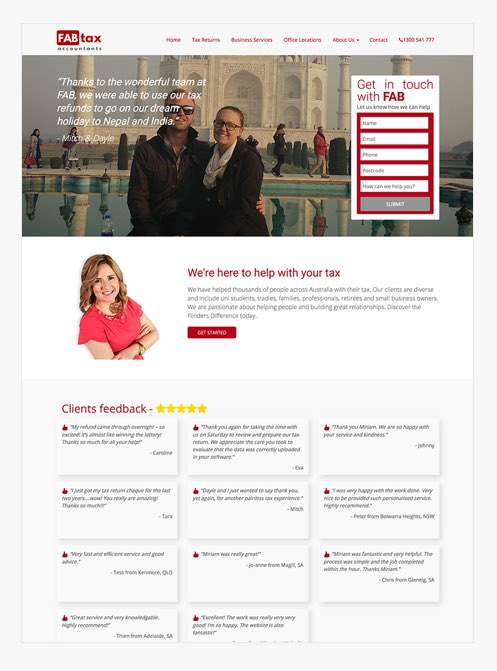 FABtax
accountants
Home Tax Returns Business Services Office Locations About Us Contact 1300 541 777
“Thanks to the wonderful team at
FAB, we were able to use our tax
refunds to go on our dream
holiday to Nepal and India.”
- Mitch & Dayle
Get in touch
with FAB
Let us know how we can help
Name
Email
Phone
Postcode
How can we help you?
SUBMIT
We're here to help with your tax
We have helped thousands of people across Australia with their tax. Our clients are diverse
and include uni students, tradies, families, professionals, retirees and small business owners.
We are passionate about helping people and building great relationships. Discover the
Flinders Difference today.
GET STARTED
Clients feedback -
“My refund came through overnight – so
excited! It's almost like winning the lottery!
Thanks so much for all your help!”
- Caroline
“Thank you again for taking the time with
us on Saturday to review and prepare our tax
return. We appreciate the care you took to
evaluate that the data was correctly uploaded
in your software.”
- Eva
“Thank you Miriam. We are so happy with
your service and kindness.”
- Johnny
“I just got my tax return cheque for the last
two years....wow! You really are amazing!
Thanks so much!!”
- Tara
“Dayle and I just wanted to say thank you,
yet again, for another painless tax experience.”
- Mitch
“I was very happy with the work done. Very
nice to be provided such personalised service.
Highly recommend.”
- Peter from Bolwarra Heights, NSW
“Very fast and efficient service and good
advice.”
- Tess from Kenmore, QLD
“Miriam was really great!”
- Jo-anne from Magill, SA
“Miriam was fantastic and very helpful. The
process was simple and the job completed
within the hour. Thanks Miriam.”
- Chris from Glenelg, SA
“Great service and very knowledgable.
Highly recommend!”
- Thien from Adelaide, SA
“Excellent! The work was really very very
good! I'm so happy. The website is also
fantastic!”